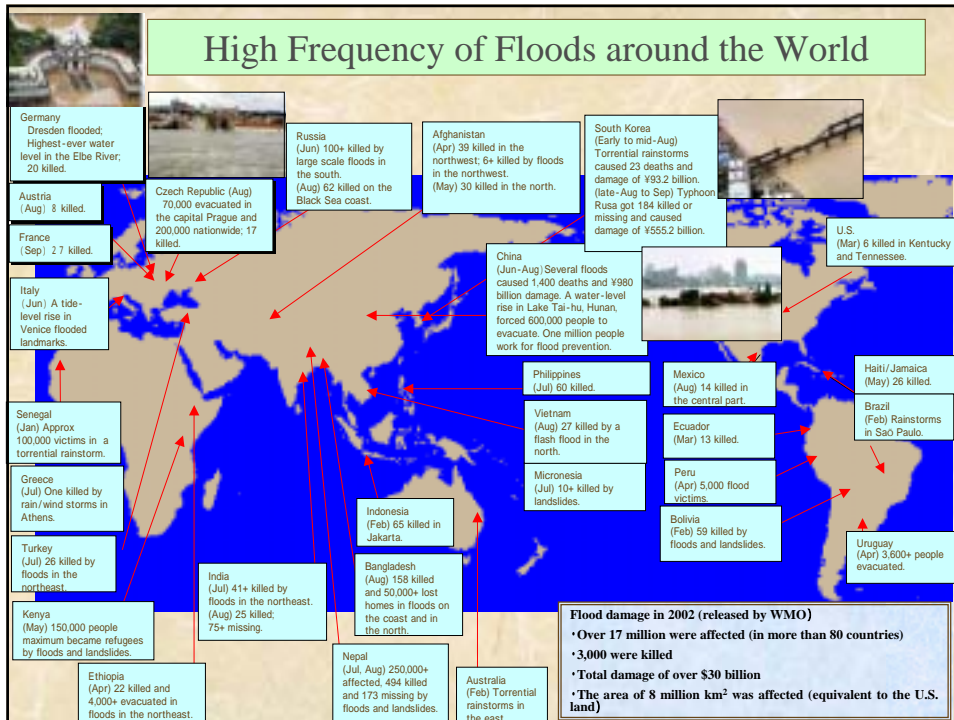 High Frequency of Floods around the World
Germany
Dresden flooded;
Highest-ever water
level in the Elbe River;
20 killed.
Austria
(Aug) 8 killed.
France
(Sep) 27 killed.
Italy
(Jun) A tide-
level rise in
Venice flooded
landmarks.
Czech Republic (Aug)
70,000 evacuated in
the capital Prague and
200,000 nationwide; 17
killed.
Russia
(Jun) 100+ killed by
large scale floods in
the south.
(Aug) 62 killed on the
Black Sea coast.
Afghanistan
(Apr) 39 killed in the
northwest; 6+ killed by floods
in the northwest.
(May) 30 killed in the north.
South Korea
(Early to mid-Aug)
Torrential rainstorms
caused 23 deaths and
damage of ¥93.2 billion.
(late-Aug to Sep) Typhoon
Rusa got 184 killed or
missing and caused
damage of ¥555.2 billion.
China
(Jun-Aug) Several floods
caused 1,400 deaths and ¥980
billion damage. A water-level
rise in Lake Tai-hu, Hunan,
forced 600,000 people to
evacuate. One million people
work for flood prevention.
U.S.
(Mar) 6 killed in Kentucky
and Tennessee.
Philippines
(Jul) 60 killed.
Vietnam
(Aug) 27 killed by a
flash flood in the
north.
Micronesia
(Jul) 10+ killed by
landslides.
Mexico
(Aug) 14 killed in
the central part.
Haiti/Jamaica
(May) 26 killed.
Brazil
(Feb) Rainstorms
in Saõ Paulo.
Ecuador
(Mar) 13 killed.
Peru
(Apr) 5,000 flood
victims.
Bolivia
(Feb) 59 killed by
floods and landslides.
Uruguay
(Apr) 3,600+ people
evacuated.
Senegal
(Jan) Approx
100,000 victims in a
torrential rainstorm.
Greece
(Jul) One killed by
rain/wind storms in
Athens.
Turkey
(Jul) 26 killed by
floods in the
northeast.
Kenya
(May) 150,000 people
maximum became refugees
by floods and landslides.
Ethiopia
(Apr) 22 killed and
4,000+ evacuated in
floods in the northeast.
India
(Jul) 41+ killed by
floods in the northeast.
(Aug) 25 killed;
75+ missing.
Indonesia
(Feb) 65 killed in
Jakarta.
Bangladesh
(Aug) 158 killed
and 50,000+ lost
homes in floods on
the coast and in
the north.
Nepal
(Jul, Aug) 250,000+
affected, 494 killed
and 173 missing by
floods and landslides.
Australia
(Feb) Torrential
rainstorms in
the east.
Flood damage in 2002 (released by WMO)
・Over 17 million were affected (in more than 80 countries)
・3,000 were killed
・Total damage of over $30 billion
・The area of 8 million km² was affected (equivalent to the U.S.
land)